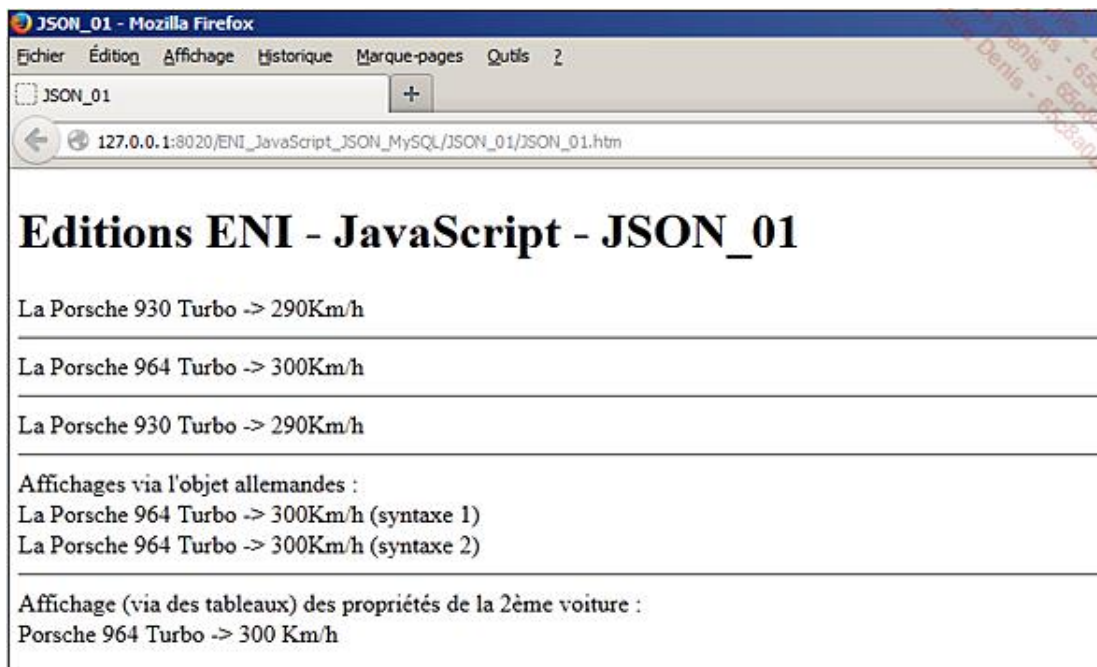 JSON_01 - Mozilla Firefox
Fichier Édition Affichage Historique Marque-pages Outils ?
JSON_01 +
127.0.0.1:8020/ENI_JavaScript_JSON_MySQL/JSON_01/JSON_01.htm
Editions ENI - JavaScript - JSON_01
La Porsche 930 Turbo -> 290Km/h
La Porsche 964 Turbo -> 300Km/h
La Porsche 930 Turbo -> 290Km/h
Affichages via l'objet allemandes :
La Porsche 964 Turbo -> 300Km/h (syntaxe 1)
La Porsche 964 Turbo -> 300Km/h (syntaxe 2)
Affichage (via des tableaux) des propriétés de la 2ème voiture :
Porsche 964 Turbo -> 300 Km/h